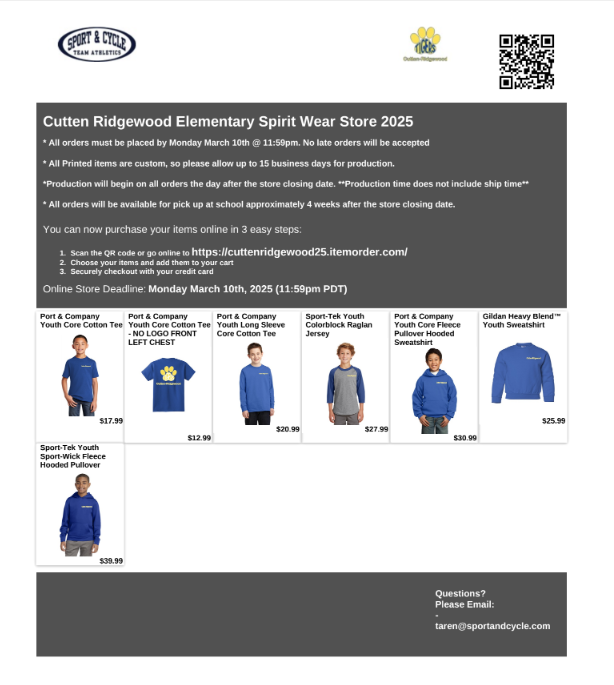 SPORT & CYCLE
TEAM ATHLETICS
TIGERS
Cutten-Ridgewood
Cutten Ridgewood Elementary Spirit Wear Store 2025
* All orders must be placed by Monday March 10th @ 11:59pm. No late orders will be accepted
* All Printed items are custom, so please allow up to 15 business days for production.
*Production will begin on all orders the day after the store closing date. **Production time does not include ship time**
* All orders will be available for pick up at school approximately 4 weeks after the store closing date.
You can now purchase your items online in 3 easy steps:
1. Scan the QR code or go online to https://cuttenridgewood25.itemorder.com/
2. Choose your items and add them to your cart
3. Securely checkout with your credit card
Online Store Deadline: Monday March 10th, 2025 (11:59pm PDT)
Port & Company
Youth Core Cotton Tee
$17.99
Port & Company
Youth Core Cotton Tee
- NO LOGO FRONT
LEFT CHEST
$12.99
Port & Company
Youth Long Sleeve
Core Cotton Tee
$20.99
Sport-Tek Youth
Colorblock Raglan
Jersey
$27.99
Port & Company
Youth Core Fleece
Pullover Hooded
Sweatshirt
$30.99
Gildan Heavy Blend™
Youth Sweatshirt
$25.99
Sport-Tek Youth
Sport-Wick Fleece
Hooded Pullover
$39.99
Questions?
Please Email:
-
taren@sportandcycle.com